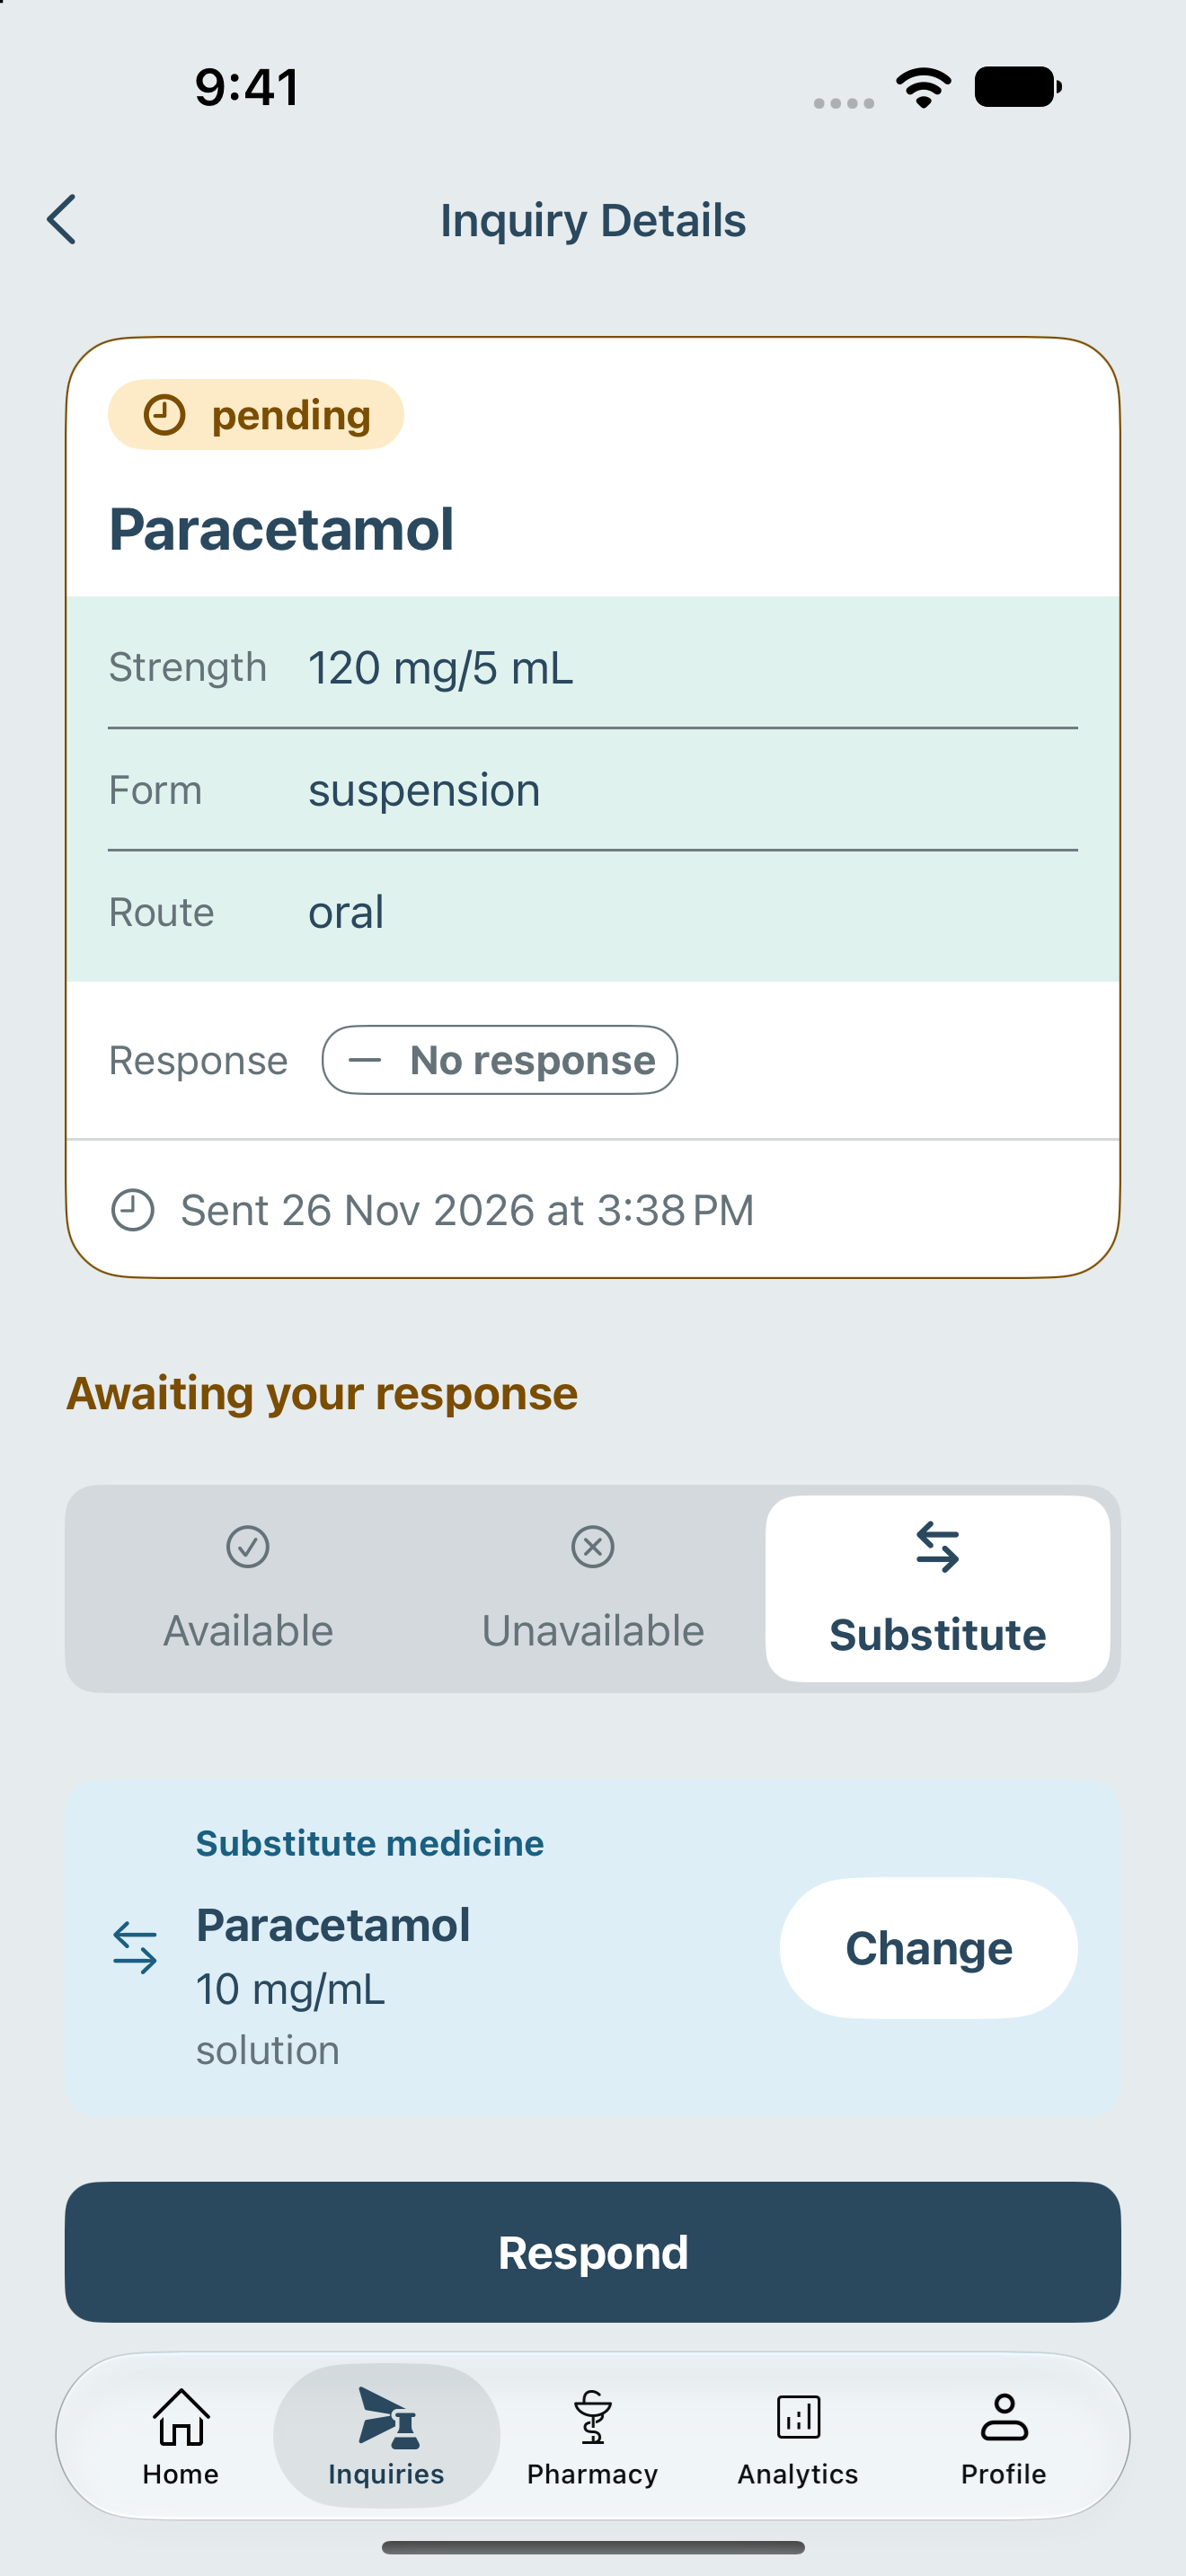 9:41
Inquiry Details
pending
Paracetamol
Strength 120 mg/5 mL
Form suspension
Route oral
Response No response
Sent 26 Nov 2026 at 3:38 PM
Awaiting your response
Available Unavailable Substitute
Substitute medicine
Paracetamol
10 mg/mL
solution
Change
Respond
Home Inquiries Pharmacy Analytics Profile